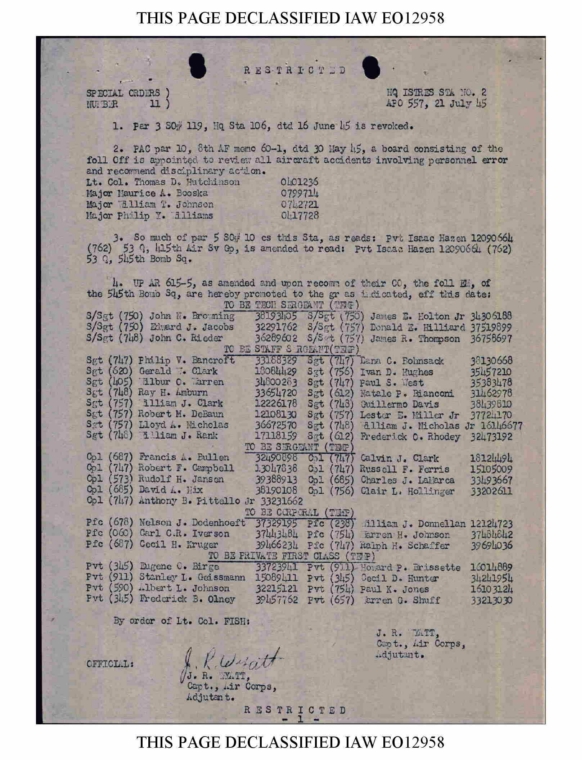 THIS PAGE DECLASSIFIED IAW EO12958
RESTRICTED
SPECIAL ORDERS ) HQ ISTRES STA NO. 2
NUMBER 11 ) APO 557, 21 July 45
1. Par 3 SO# 119, Hq Sta 106, dtd 16 June 45 is revoked.
2. PAC par 10, 8th AF memo 60-1, dtd 30 May 45, a board consisting of the
foll Off is appointed to review all aircraft accidents involving personnel error
and recommend disciplinary action.
Lt. Col. Thomas D. Hutchinson 0401236
Major Maurice A. Booska 0799714
Major William T. Johnson 0742721
Major Philip Williams 0417728
3. So much of par 5 SO# 10 cs this Sta, as reads: Pvt Isaac Hazen 12090664
(762) 53 Q, 415th Air Sv Gp, is amended to read: Pvt Isaac Hazen 12090664 (762)
53 Q, 545th Bomb Sq.
4. UP AR 615-5, as amended and upon recom of their CO, the foll EM, of
the 545th Bomb Sq, are hereby promoted to the gr as indicated, eff this date:
TO BE TECH SERGEANT (TEMP)
S/Sgt (750) John N. Browning 38193405 S/Sgt (750) James E. Holton Jr 34306188
S/Sgt (750) Edward J. Jacobs 32291762 S/Sgt (757) Donald E. Hilliard 37519899
S/Sgt (748) John C. Rieder 36289602 S/Sgt (757) James R. Thompson 36758697
TO BE STAFF SERGEANT(TEMP)
Sgt (747) Philip V. Bancroft 33188329 Sgt (747) Dana C. Bohnsack 38130668
Sgt (620) Gerald Clark 18084429 Sgt (756) Ivan D. Hughes 35457210
Sgt (405) Wilbur C. Warren 34800263 Sgt (747) Paul S. West 35383478
Sgt (748) Ray H. Amburn 33654720 Sgt (612) Natale P. Bianconi 31462978
Sgt (757) William J. Clark 12226178 Sgt (748) Guillermo Davis 38439810
Sgt (757) Robert M. DeBaun 12108130 Sgt (757) Lester E. Miller Jr 37724170
Sgt (757) Lloyd A. Nicholas 36672570 Sgt (748) William J. Nicholas Jr 16146677
Sgt (748) William J. Rank 17118159 Sgt (612) Frederick C. Rhodey 32473192
TO BE SERGEANT (TEMP)
Cpl (687) Francis A. Bullen 32490898 Cpl (747) Calvin J. Clark 18124494
Cpl (747) Robert F. Campbell 13047838 Cpl (747) Russell F. Ferris 15105009
Cpl (573) Rudolf H. Jansen 39388913 Cpl (685) Charles J. LaBarca 33493667
Cpl (685) David A. Mix 38190108 Cpl (756) Clair L. Hollinger 33202611
Cpl (747) Anthony B. Pittello Jr 33231662
TO BE CORPORAL (TEMP)
Pfc (678) Nelson J. Dodenhoeft 37329195 Pfc (238) William J. Donnellan 12124723
Pfc (060) Carl C.R. Iverson 37443484 Pfc (754) Warren H. Johnson 37484842
Pfc (687) Cecil H. Kruger 39466234 Pfc (747) Ralph H. Schaffer 39694036
TO BE PRIVATE FIRST CLASS (TEMP)
Pvt (345) Eugene C. Birge 33723941 Pvt (911) Howard P. Brissette 16014889
Pvt (911) Stanley L. Geissmann 15089411 Pvt (345) Cecil D. Hunter 34241954
Pvt (590) Albert L. Johnson 32215121 Pvt (754) Paul K. Jones 16103124
Pvt (345) Frederick B. Olney 39457762 Pvt (657) Warren G. Shuff 33213030
By order of Lt. Col. FISH:
J. R. WYATT,
Capt., Air Corps,
Adjutant.
OFFICIAL:
J. R. Wyatt
J. R. WYATT,
Capt., Air Corps,
Adjutant.
RESTRICTED
- 1 -
THIS PAGE DECLASSIFIED IAW EO12958